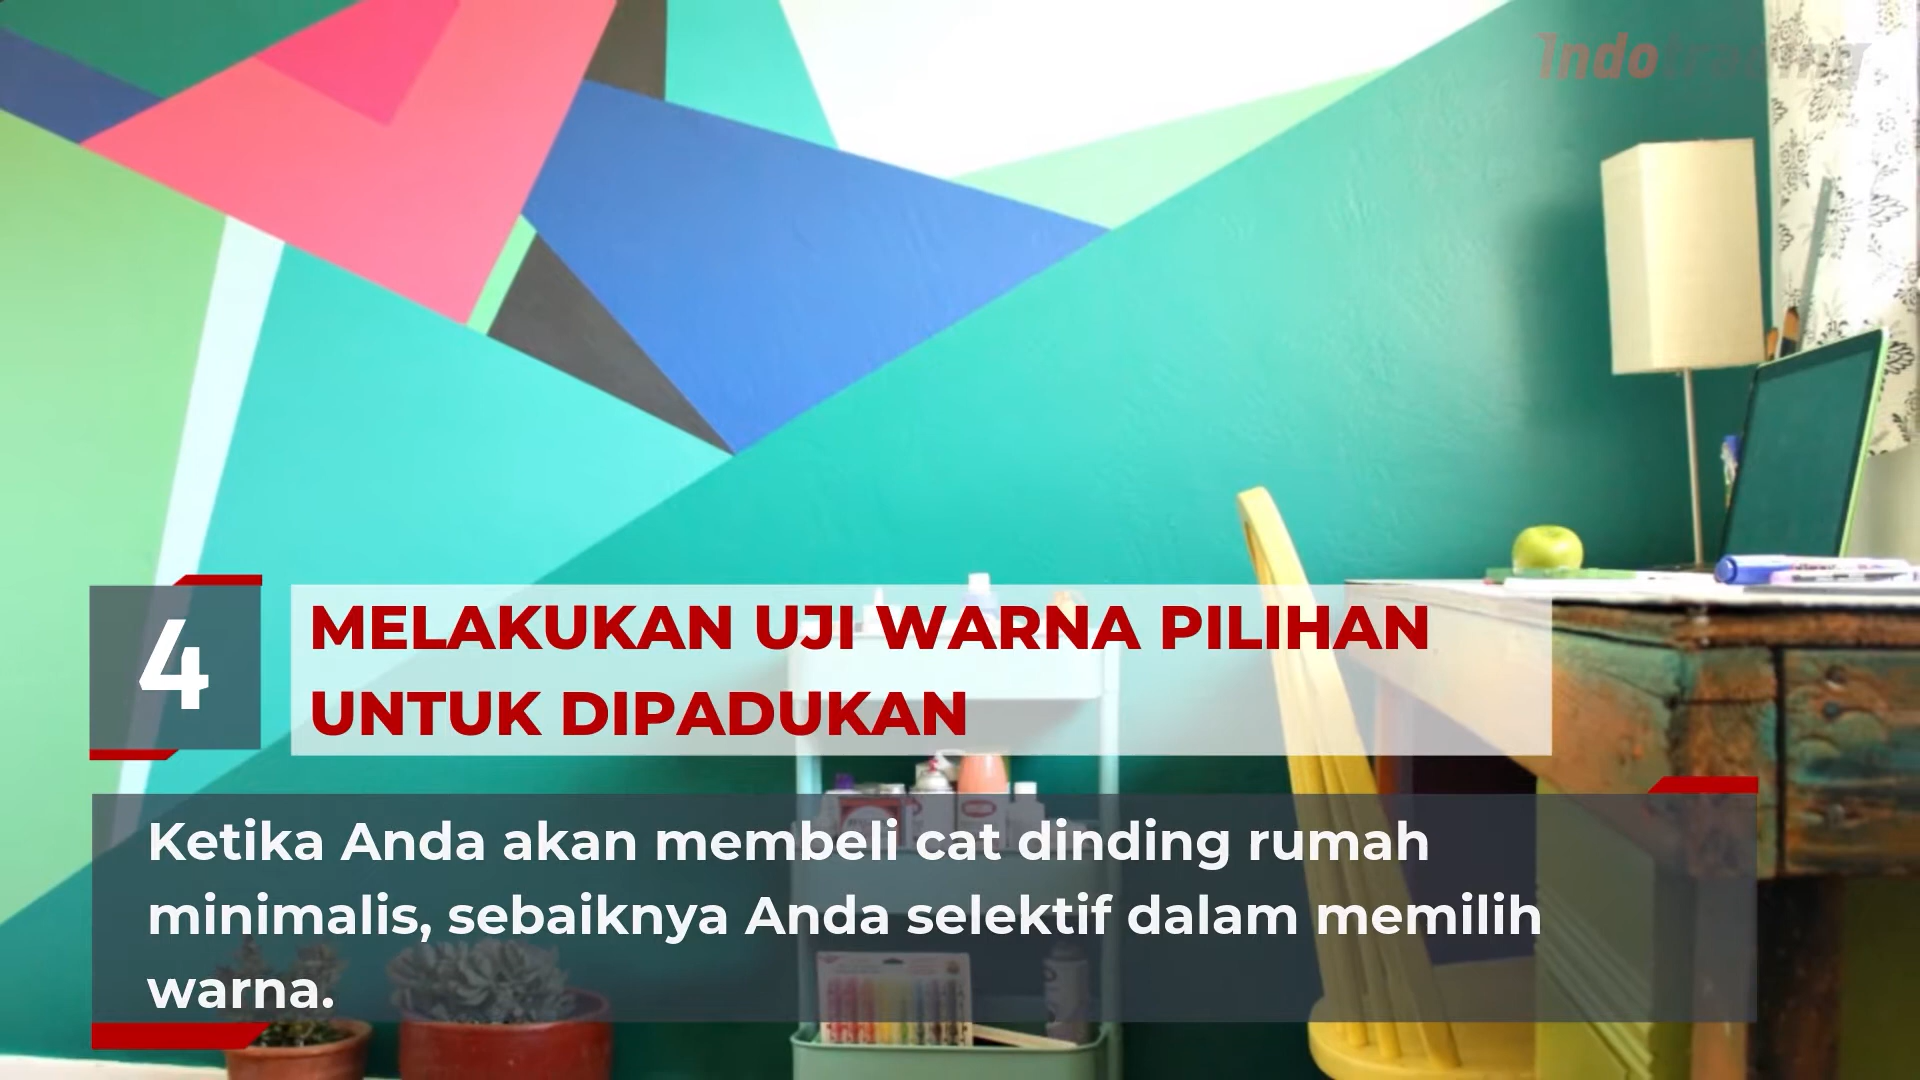 Indotrading
4
MELAKUKAN UJI WARNA PILIHAN
UNTUK DIPADUKAN
Ketika Anda akan membeli cat dinding rumah
minimalis, sebaiknya Anda selektif dalam memilih
warna.